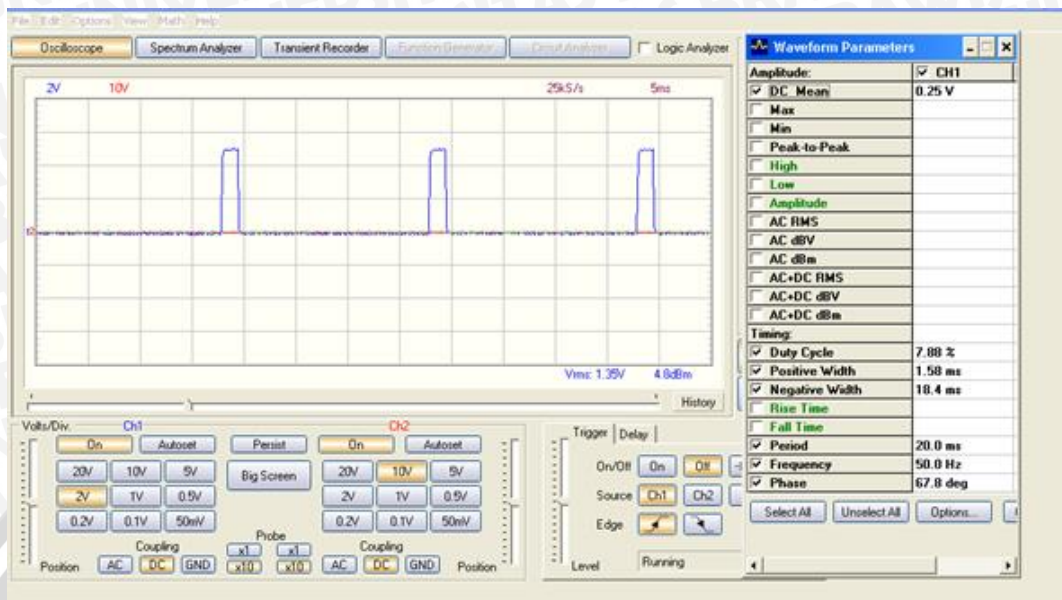 File Edit Options View Math Help
Oscilloscope Spectrum Analyzer Transient Recorder Function Generator Circuit Analyzer Logic Analyzer
2V 10V 25kS/s 5ms
Vrms: 1.35V 4.8dBm
History
Volts/Div. Ch1 Ch2
On Autoset Persist On Autoset
20V 10V 5V Big Screen 20V 10V 5V
2V 1V 0.5V 2V 1V 0.5V
0.2V 0.1V 50mV 0.2V 0.1V 50mV
Coupling Probe Coupling
x1 x1
Position AC DC GND x10 x10 AC DC GND Position
Trigger Delay
On/Off On Off
Source Ch1 Ch2
Edge
Level Running
Waveform Parameters
Amplitude: CH1
DC Mean 0.25 V
Max
Min
Peak-to-Peak
High
Low
Amplitude
AC RMS
AC dBV
AC dBm
AC+DC RMS
AC+DC dBV
AC+DC dBm
Timing:
Duty Cycle 7.88 %
Positive Width 1.58 ms
Negative Width 18.4 ms
Rise Time
Fall Time
Period 20.0 ms
Frequency 50.0 Hz
Phase 67.8 deg
Select All Unselect All Options...